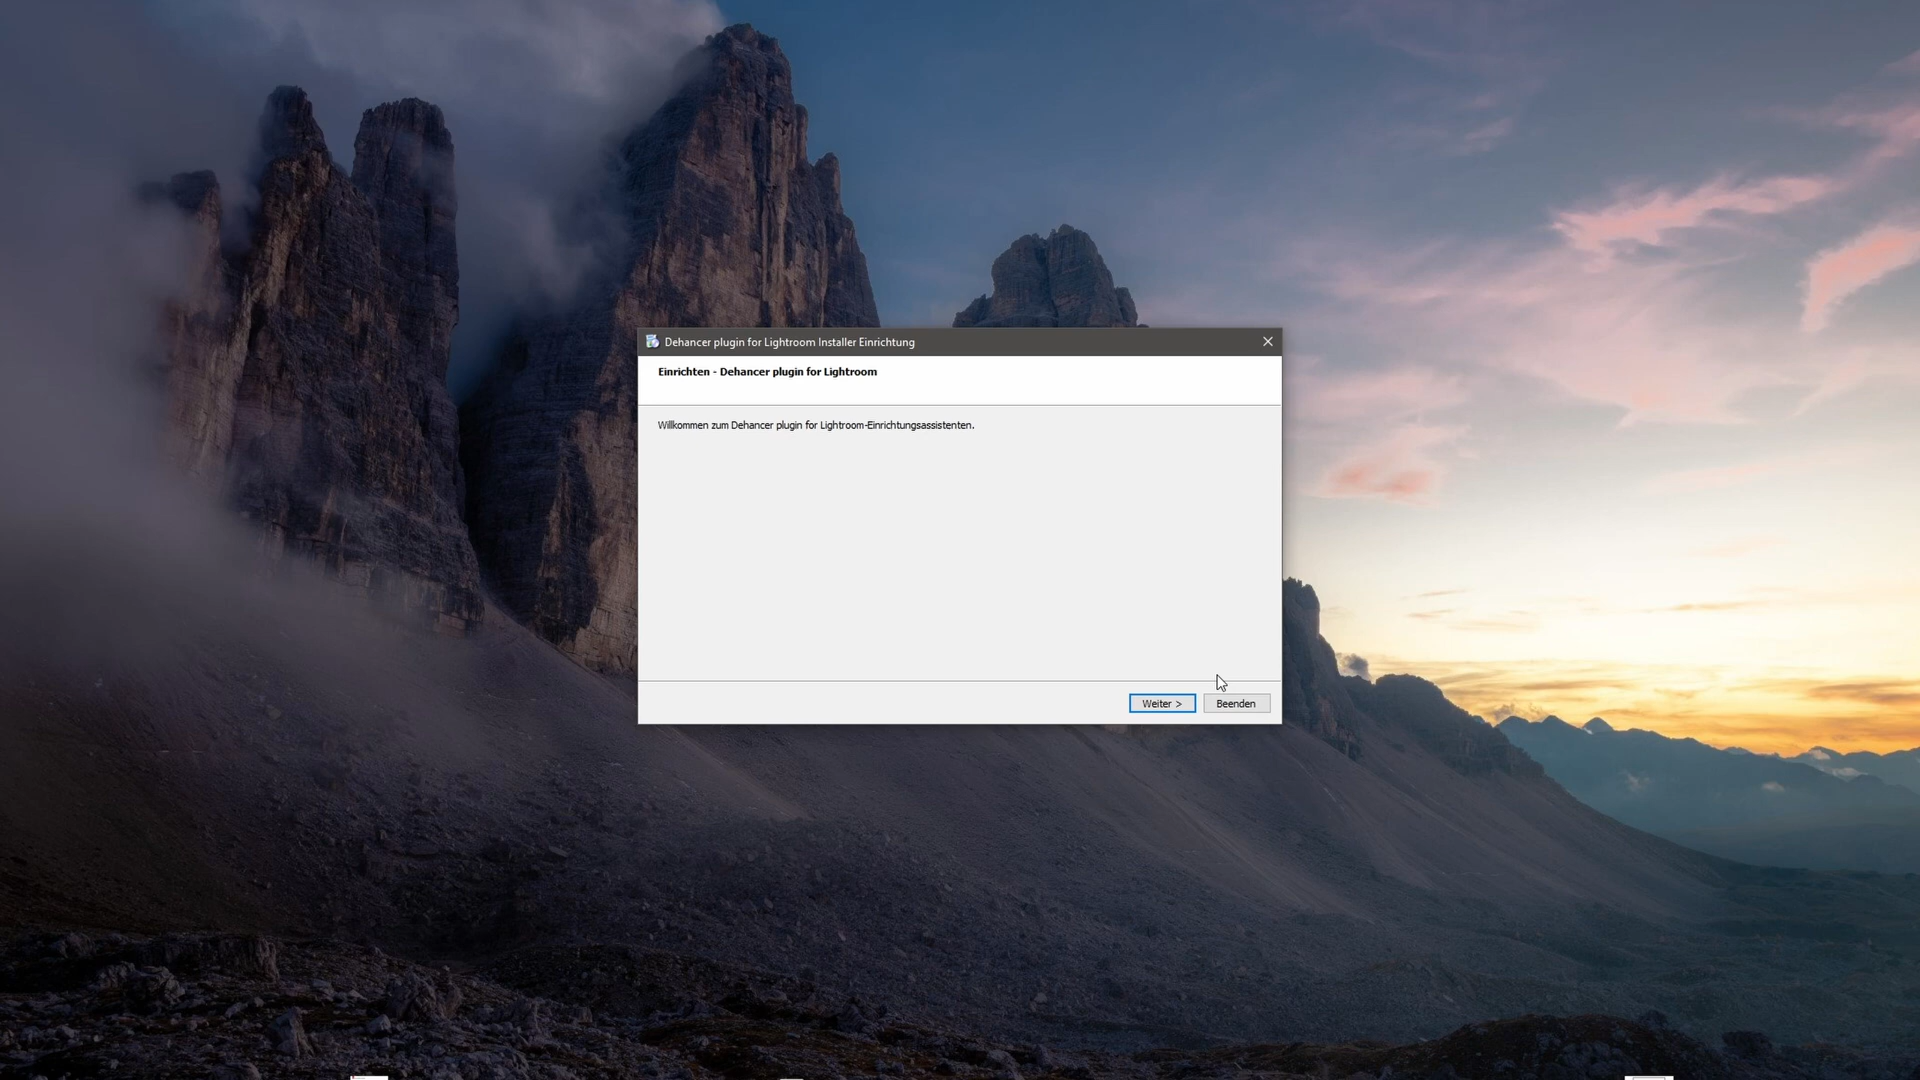 Dehancer plugin for Lightroom Installer Einrichtung
Einrichten - Dehancer plugin for Lightroom
Willkommen zum Dehancer plugin for Lightroom-Einrichtungsassistenten.
Weiter >
Beenden